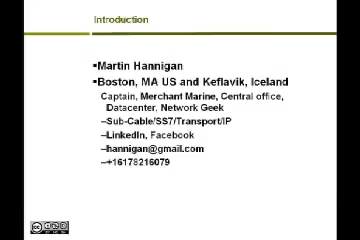 Introduction
▪Martin Hannigan
▪Boston, MA US and Keflavik, Iceland
Captain, Merchant Marine, Central office,
Datacenter, Network Geek
–Sub-Cable/SS7/Transport/IP
–LinkedIn, Facebook
–hannigan@gmail.com
–+16178216079